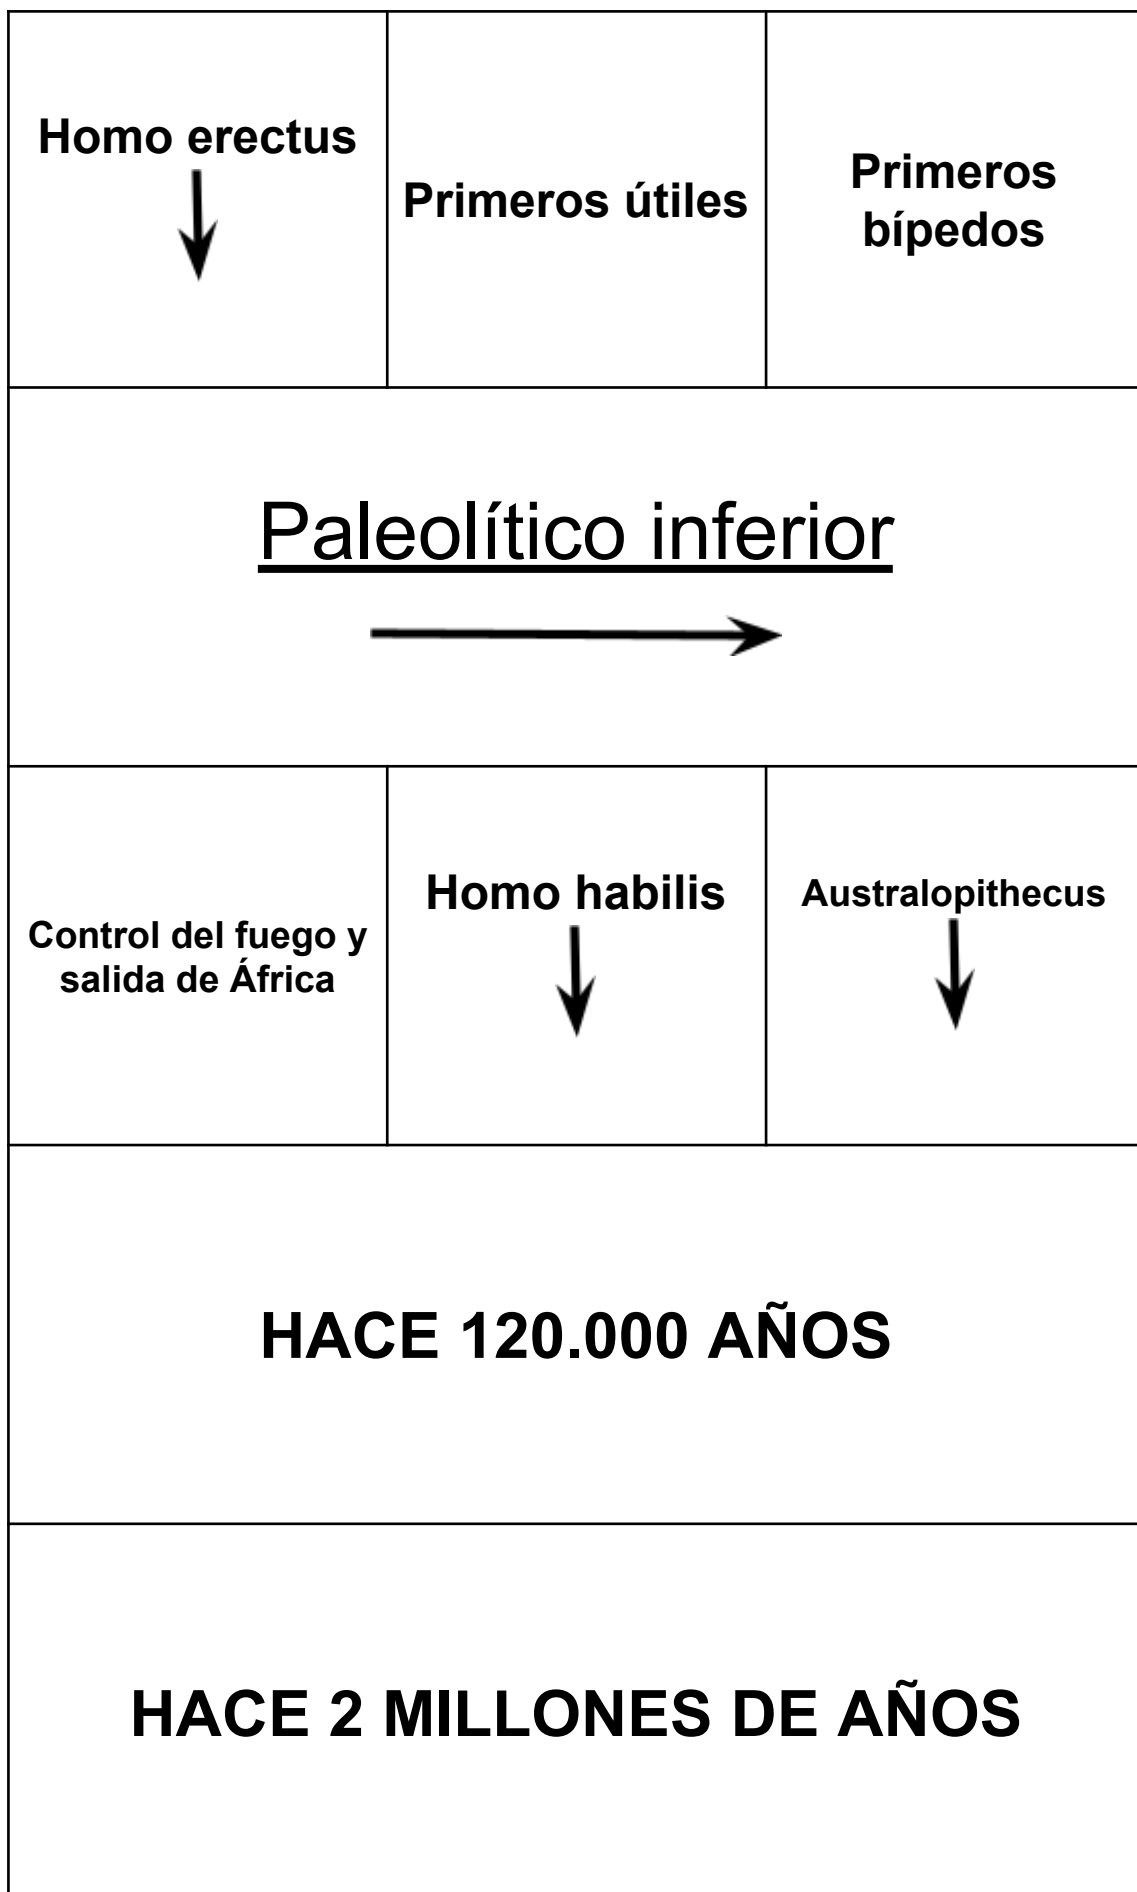 Homo erectus
Primeros útiles
Primeros
bípedos
Paleolítico inferior
Control del fuego y
salida de África
Homo habilis
Australopithecus
HACE 120.000 AÑOS
HACE 2 MILLONES DE AÑOS